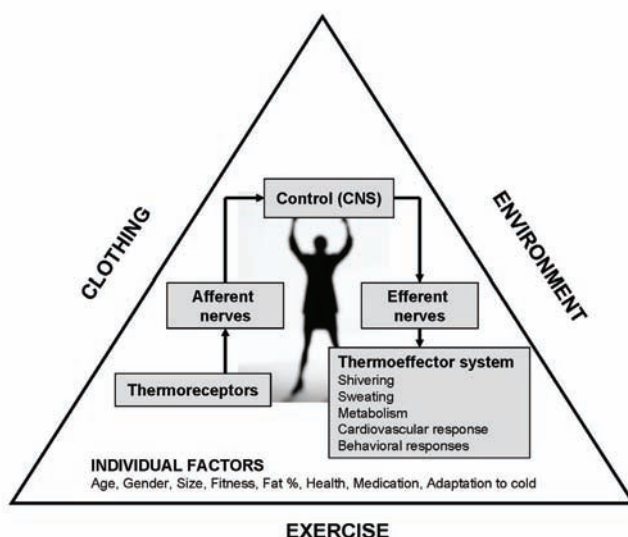 CLOTHING
ENVIRONMENT
Control (CNS)
Afferent
nerves
Efferent
nerves
Thermoreceptors
Thermoeffector system
Shivering
Sweating
Metabolism
Cardiovascular response
Behavioral responses
INDIVIDUAL FACTORS
Age, Gender, Size, Fitness, Fat %, Health, Medication, Adaptation to cold
EXERCISE